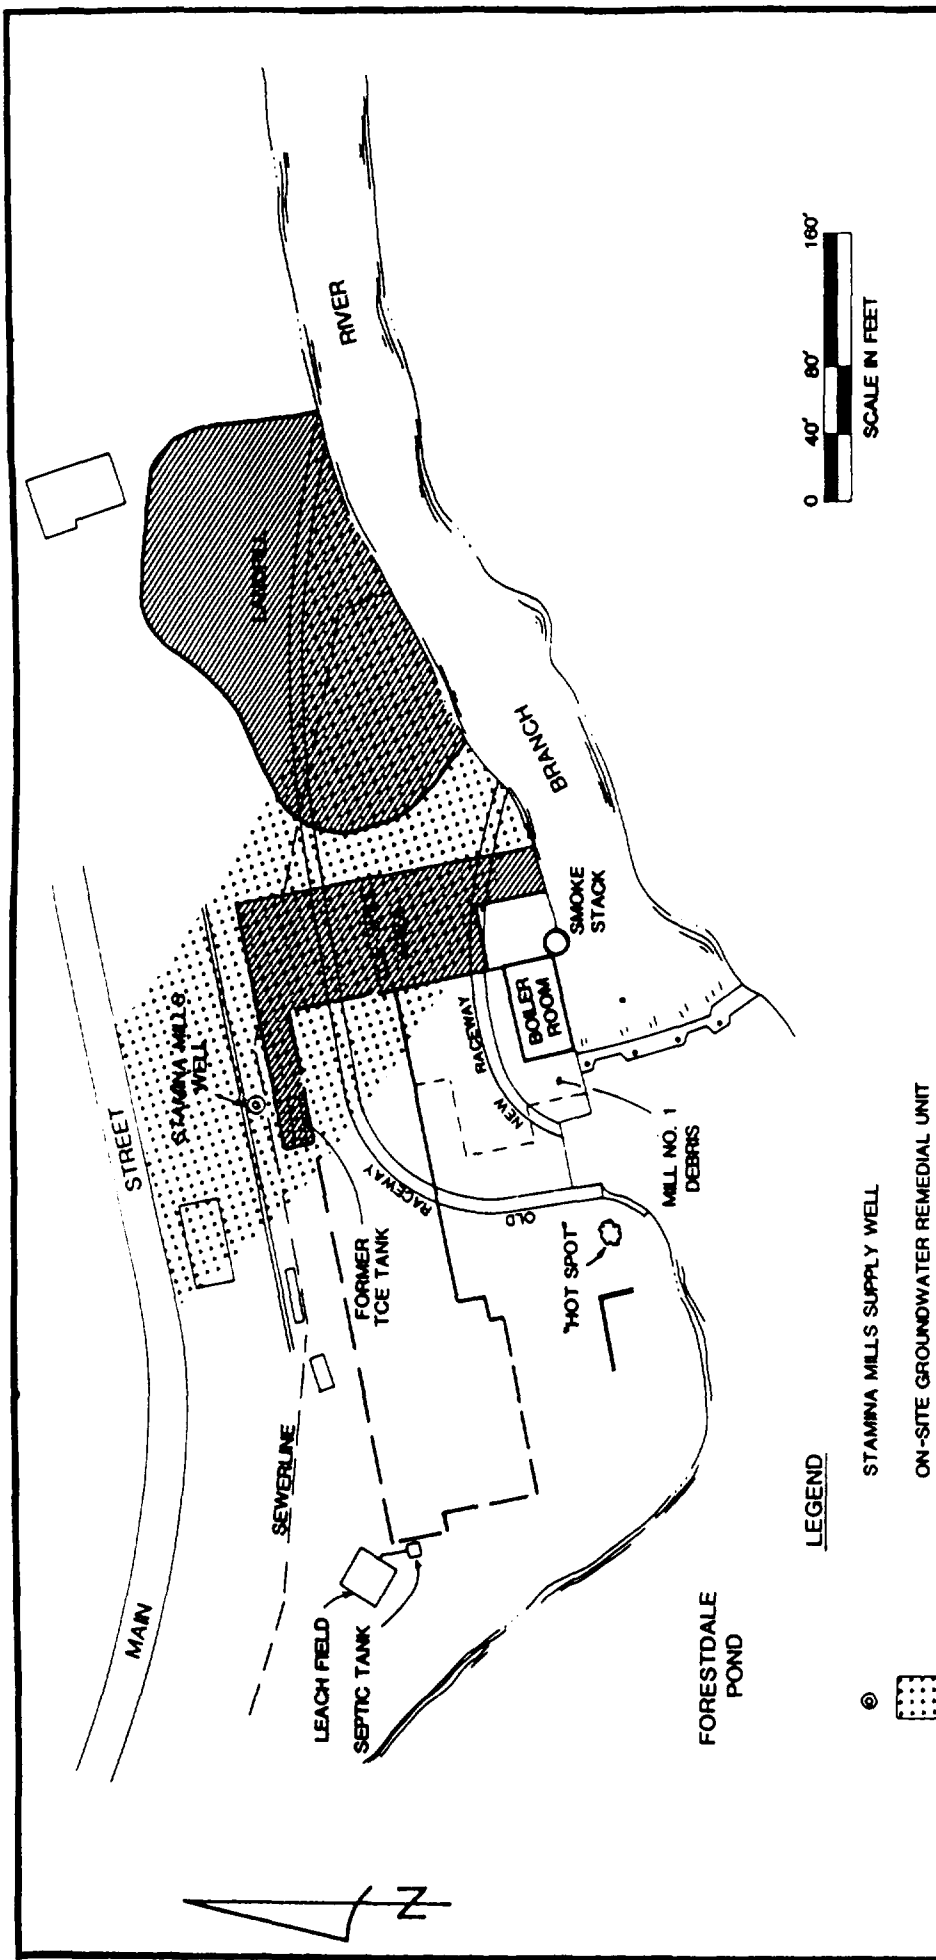 MAIN
STREET
STAMINA MILLS
WELL
SEWERLINE
LANDFILL
RIVER
BRANCH
LEACH FIELD
SEPTIC TANK
FORMER
TCE TANK
OLD
RACEWAY
NEW
RACEWAY
BOILER
ROOM
SMOKE
STACK
"HOT SPOT"
MILL NO. 1
DEBRIS
FORESTDALE
POND
N
0 40' 80' 160'
SCALE IN FEET
LEGEND
STAMINA MILLS SUPPLY WELL
ON-SITE GROUNDWATER REMEDIAL UNIT